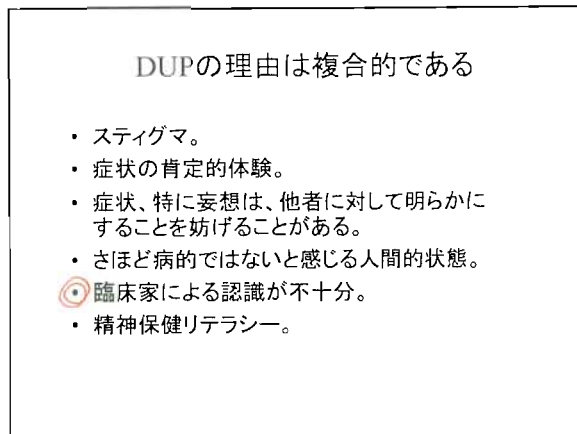 DUPの理由は複合的である
・ スティグマ。
・ 症状の肯定的体験。
・ 症状、特に妄想は、他者に対して明らかに
することを妨げることがある。
・ さほど病的ではないと感じる人間的状態。
・ 臨床家による認識が不十分。
・ 精神保健リテラシー。